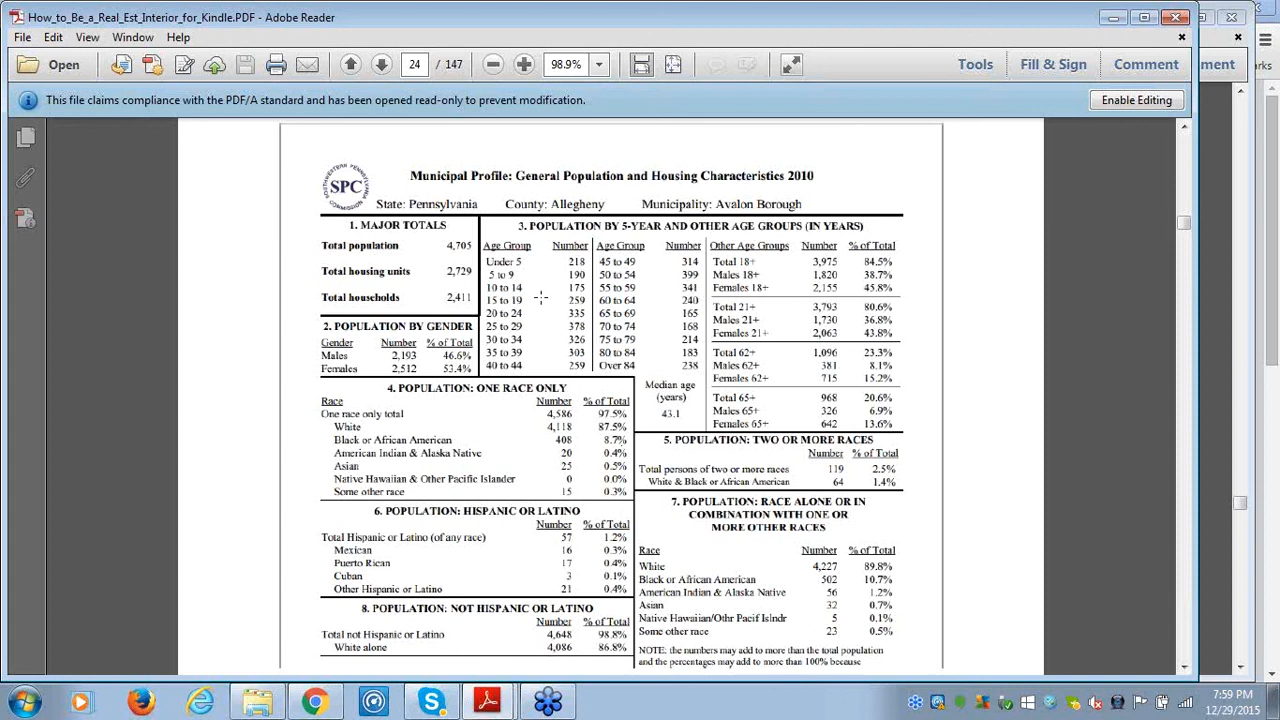 How_to_Be_a_Real_Est_Interior_for_Kindle.PDF - Adobe Reader
File Edit View Window Help
Open 24 / 147 98.9% Tools Fill & Sign Comment
This file claims compliance with the PDF/A standard and has been opened read-only to prevent modification. Enable Editing
SPC
Municipal Profile: General Population and Housing Characteristics 2010
State: Pennsylvania County: Allegheny Municipality: Avalon Borough
1. MAJOR TOTALS
Total population 4,705
Total housing units 2,729
Total households 2,411
2. POPULATION BY GENDER
Gender Number % of Total
Males 2,193 46.6%
Females 2,512 53.4%
3. POPULATION BY 5-YEAR AND OTHER AGE GROUPS (IN YEARS)
Age Group Number Age Group Number Other Age Groups Number % of Total
Under 5 218 45 to 49 314 Total 18+ 3,975 84.5%
5 to 9 190 50 to 54 399 Males 18+ 1,820 38.7%
10 to 14 175 55 to 59 341 Females 18+ 2,155 45.8%
15 to 19 259 60 to 64 240 Total 21+ 3,793 80.6%
20 to 24 335 65 to 69 165 Males 21+ 1,730 36.8%
25 to 29 378 70 to 74 168 Females 21+ 2,063 43.8%
30 to 34 326 75 to 79 214 Total 62+ 1,096 23.3%
35 to 39 303 80 to 84 183 Males 62+ 381 8.1%
40 to 44 259 Over 84 238 Females 62+ 715 15.2%
Median age
(years)
43.1
Total 65+ 968 20.6%
Males 65+ 326 6.9%
Females 65+ 642 13.6%
4. POPULATION: ONE RACE ONLY
Race Number % of Total
One race only total 4,586 97.5%
White 4,118 87.5%
Black or African American 408 8.7%
American Indian & Alaska Native 20 0.4%
Asian 25 0.5%
Native Hawaiian & Other Pacific Islander 0 0.0%
Some other race 15 0.3%
5. POPULATION: TWO OR MORE RACES
Number % of Total
Total persons of two or more races 119 2.5%
White & Black or African American 64 1.4%
6. POPULATION: HISPANIC OR LATINO
Number % of Total
Total Hispanic or Latino (of any race) 57 1.2%
Mexican 16 0.3%
Puerto Rican 17 0.4%
Cuban 3 0.1%
Other Hispanic or Latino 21 0.4%
7. POPULATION: RACE ALONE OR IN
COMBINATION WITH ONE OR
MORE OTHER RACES
Race Number % of Total
White 4,227 89.8%
Black or African American 502 10.7%
American Indian & Alaska Native 56 1.2%
Asian 32 0.7%
Native Hawaiian/Othr Pacif Islndr 5 0.1%
Some other race 23 0.5%
NOTE: the numbers may add to more than the total population
and the percentages may add to more than 100% because
8. POPULATION: NOT HISPANIC OR LATINO
Number % of Total
Total not Hispanic or Latino 4,648 98.8%
White alone 4,086 86.8%
7:59 PM
12/29/2015